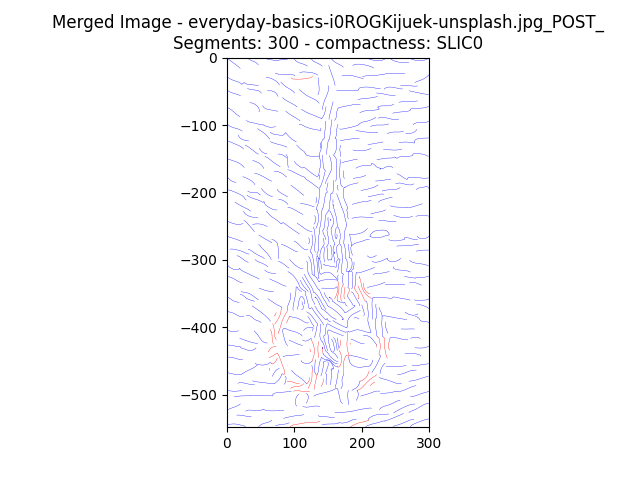 Merged Image - everyday-basics-i0ROGKijuek-unsplash.jpg_POST_
Segments: 300 - compactness: SLIC0
0
−100
−200
−300
−400
−500
0 100 200 300